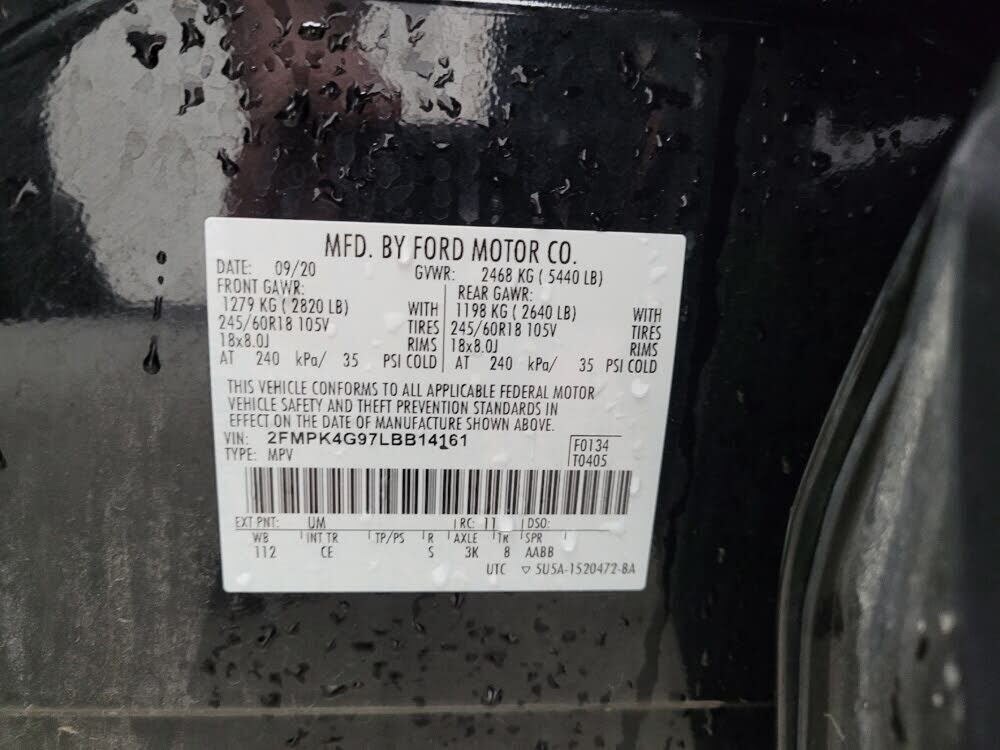 MFD. BY FORD MOTOR CO.
DATE: 09/20 GVWR: 2468 KG ( 5440 LB)
FRONT GAWR: REAR GAWR:
1279 KG ( 2820 LB) WITH 1198 KG ( 2640 LB) WITH
245/60R18 105V TIRES 245/60R18 105V TIRES
18x8.0J RIMS 18x8.0J RIMS
AT 240 kPa/ 35 PSI COLD AT 240 kPa/ 35 PSI COLD
THIS VEHICLE CONFORMS TO ALL APPLICABLE FEDERAL MOTOR
VEHICLE SAFETY AND THEFT PREVENTION STANDARDS IN
EFFECT ON THE DATE OF MANUFACTURE SHOWN ABOVE.
VIN: 2FMPK4G97LBB14161 F0134
TYPE: MPV T0405
EXT PNT: UM RC: 11 DSO:
WB INT TR TP/PS R AXLE TR SPR
112 CE S 3K 8 AABB
UTC ▽ 5U5A-1520472-BA